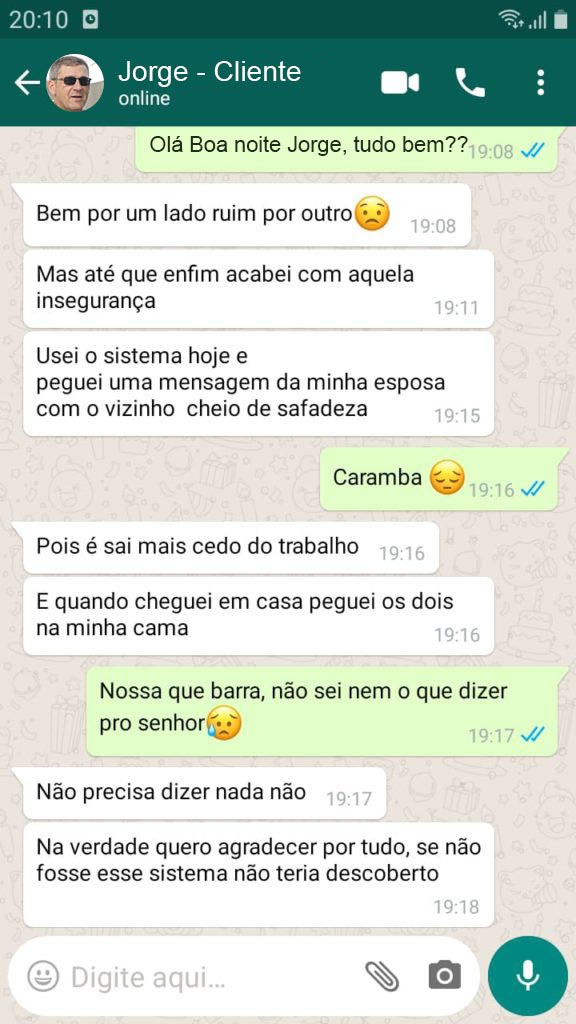 20:10
Jorge - Cliente
online
Olá Boa noite Jorge, tudo bem??
19:08
Bem por um lado ruim por outro😟
19:08
Mas até que enfim acabei com aquela
insegurança
19:11
Usei o sistema hoje e
peguei uma mensagem da minha esposa
com o vizinho  cheio de safadeza
19:15
Caramba 😔
19:16
Pois é sai mais cedo do trabalho
19:16
E quando cheguei em casa peguei os dois
na minha cama
19:16
Nossa que barra, não sei nem o que dizer
pro senhor😥
19:17
Não precisa dizer nada não
19:17
Na verdade quero agradecer por tudo, se não
fosse esse sistema não teria descoberto
19:18
Digite aqui...